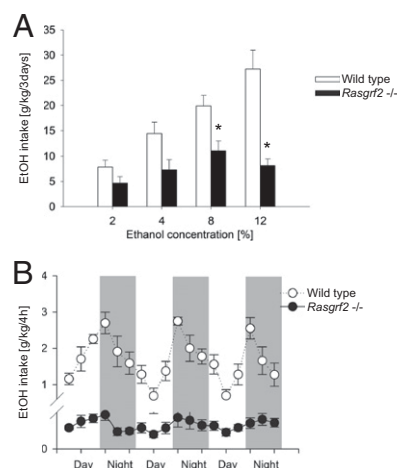 A
EtOH intake [g/kg/3days]
35
30
25
20
15
10
5
0
* *
2 4 8 12
Ethanol concentration [%]
Wild type
Rasgrf2 -/-
B
EtOH intake [g/kg/4h]
4
3
2
1
0
Wild type
Rasgrf2 -/-
Day Night Day Night Day Night